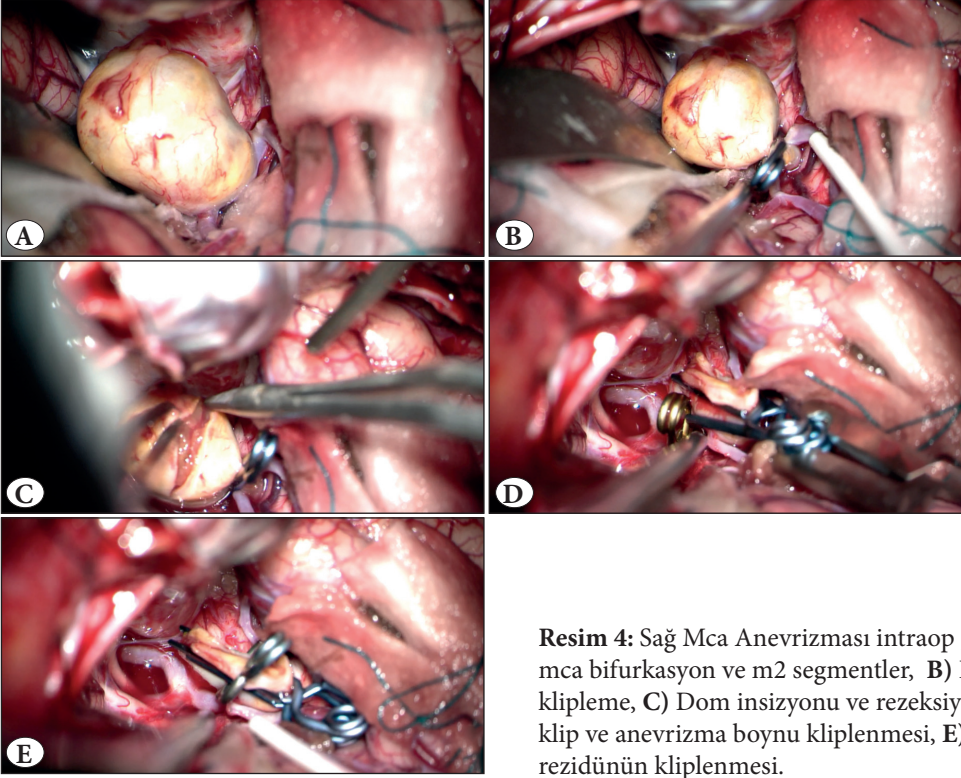 A
B
C
D
E
Resim 4: Sağ Mca Anevrizması intraop
mca bifurkasyon ve m2 segmentler, B)
klipleme, C) Dom insizyonu ve rezeksiy
klip ve anevrizma boynu kliplenmesi, E)
rezidünün kliplenmesi.